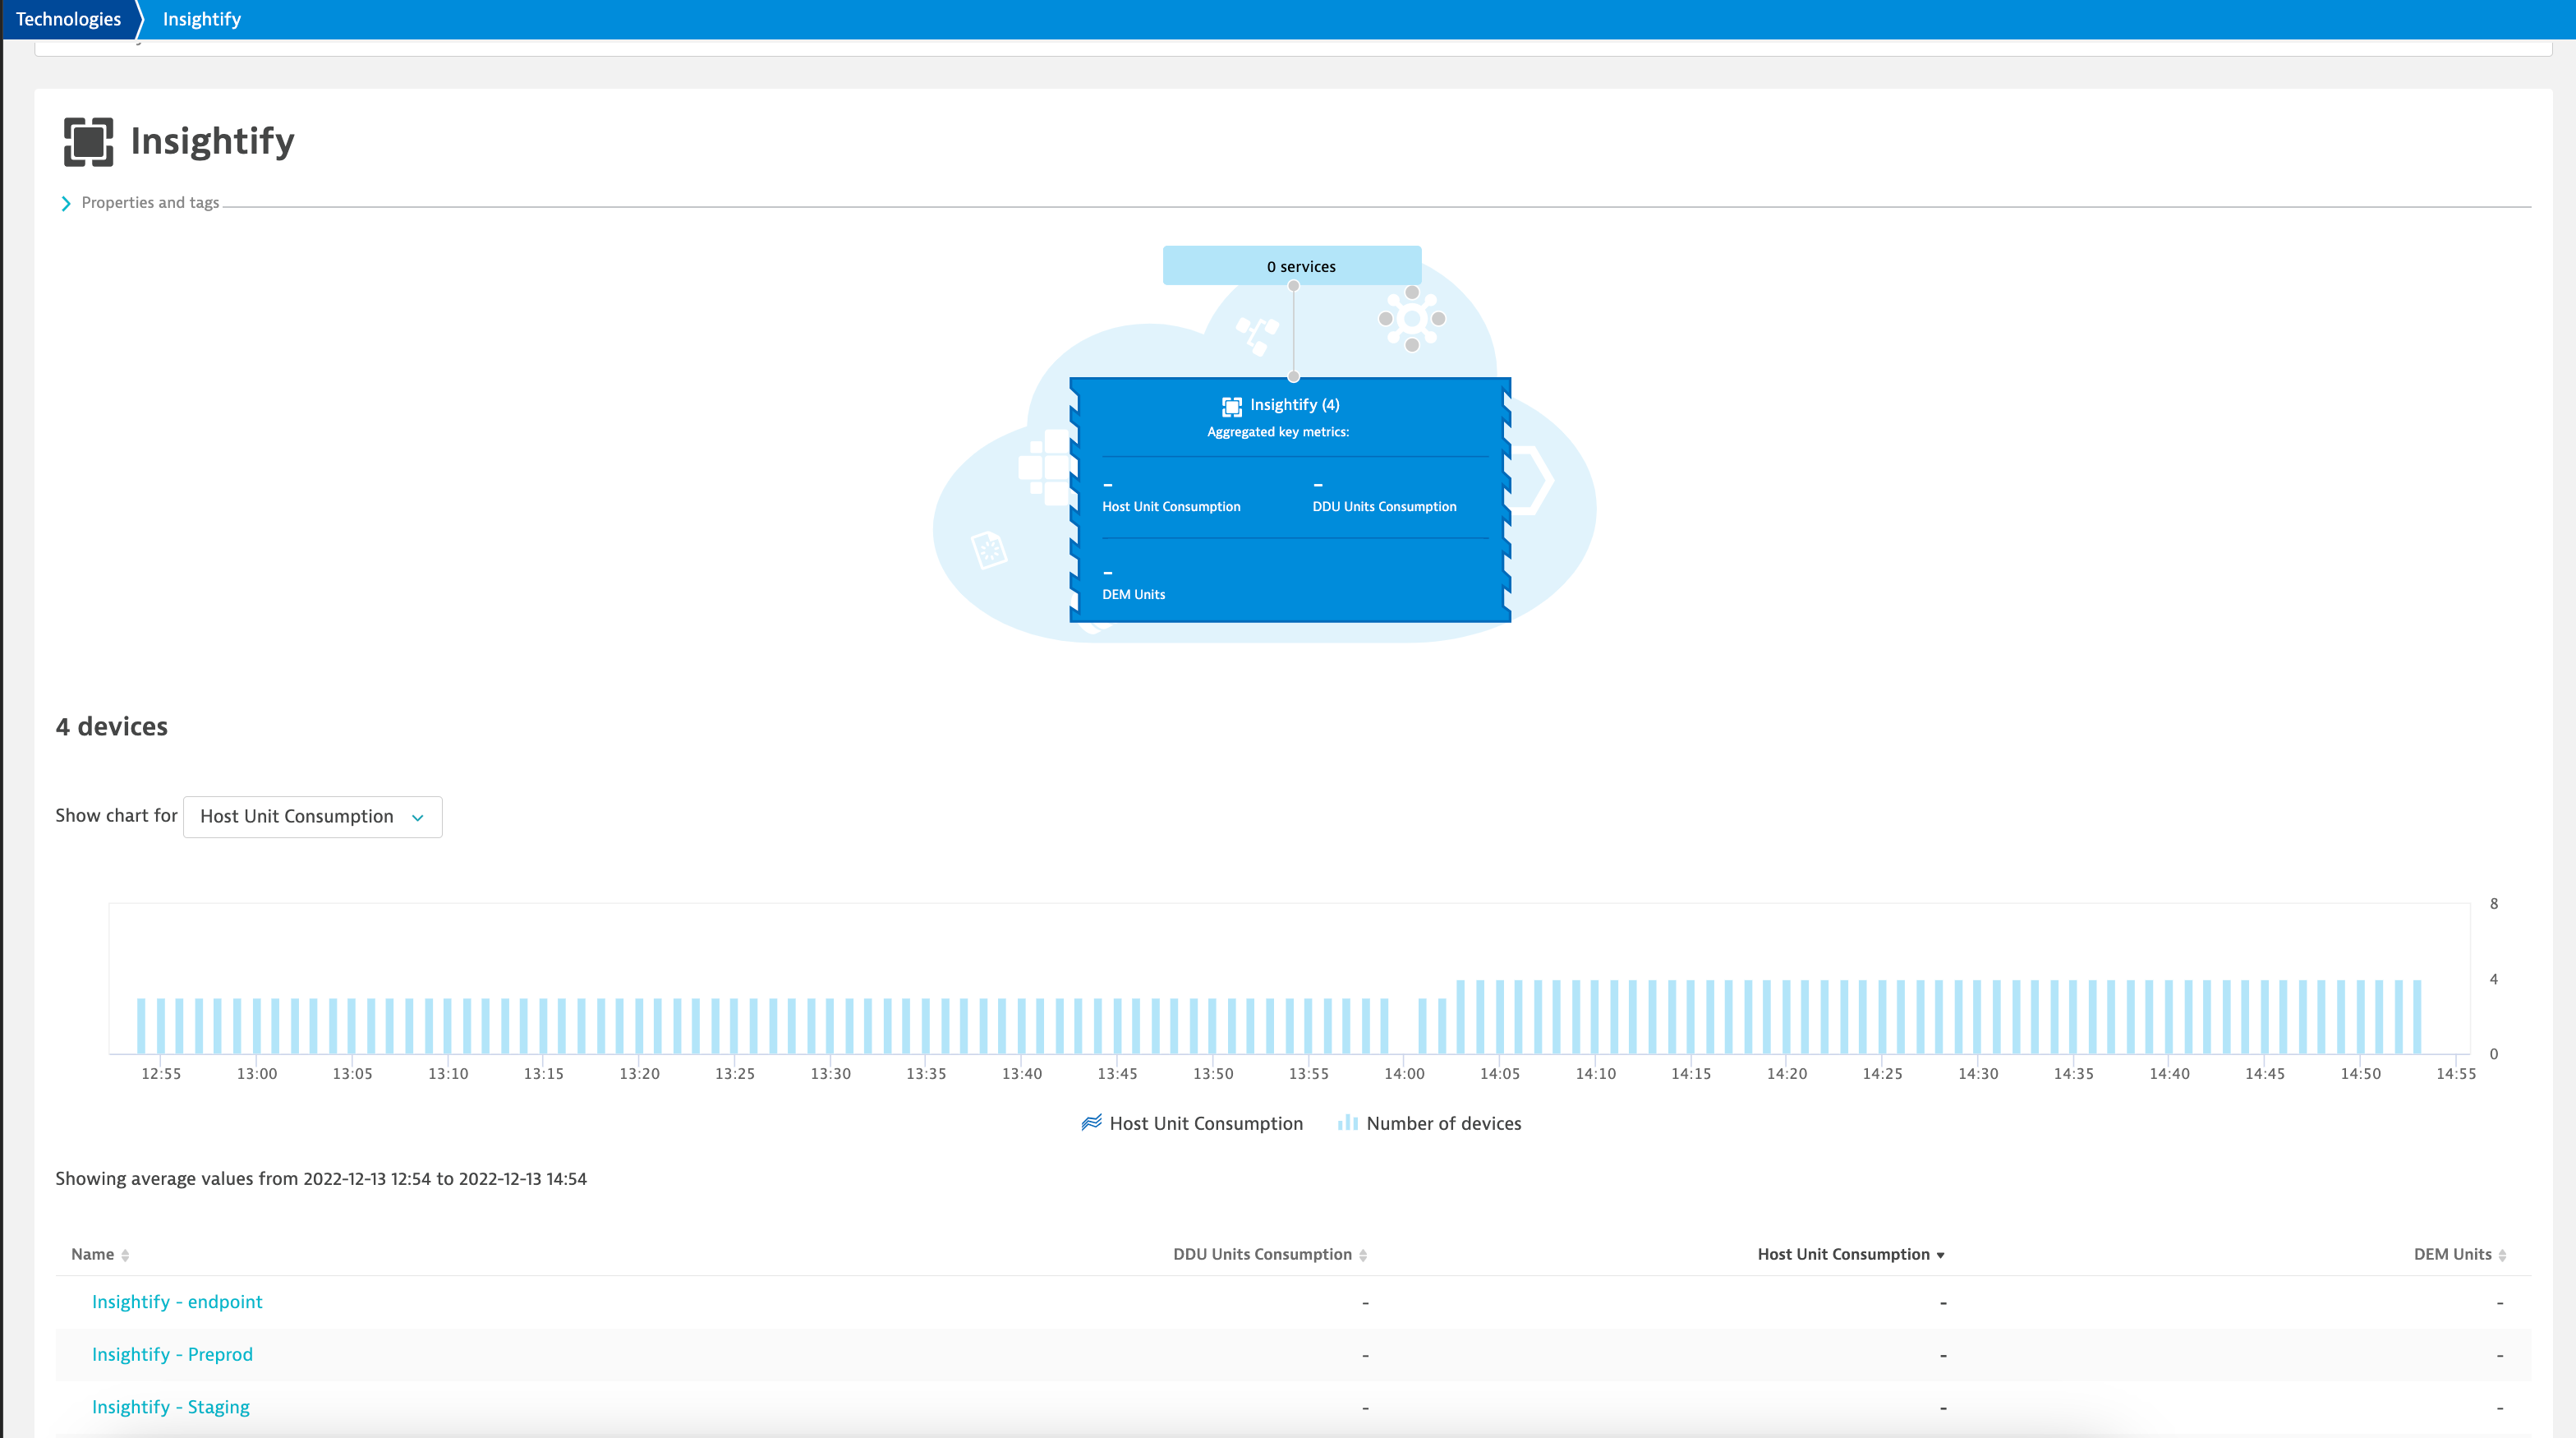 Technologies
Insightify
Insightify
Properties and tags
0 services
Insightify (4)
Aggregated key metrics:
–
–
Host Unit Consumption
DDU Units Consumption
–
DEM Units
4 devices
Show chart for
Host Unit Consumption
8
4
0
12:55 13:00 13:05 13:10 13:15 13:20 13:25 13:30 13:35 13:40 13:45 13:50 13:55 14:00 14:05 14:10 14:15 14:20 14:25 14:30 14:35 14:40 14:45 14:50 14:55
Host Unit Consumption
Number of devices
Showing average values from 2022-12-13 12:54 to 2022-12-13 14:54
Name DDU Units Consumption Host Unit Consumption DEM Units
Insightify - endpoint - - -
Insightify - Preprod - - -
Insightify - Staging - - -